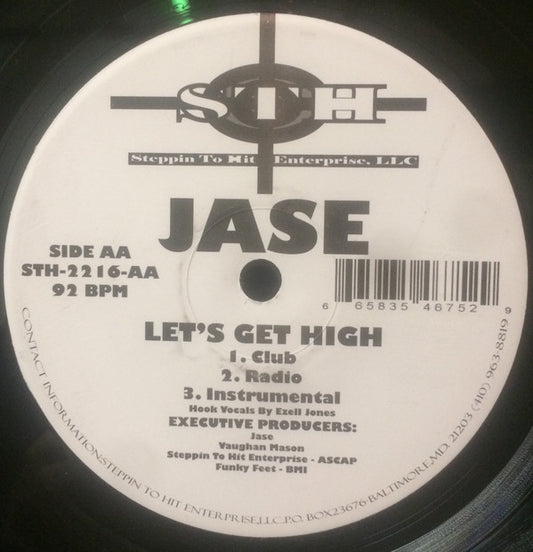 STH
Steppin To Hit Enterprise, LLC
JASE
SIDE AA
STH-2216-AA
92 BPM
6 65835 46752 9
LET'S GET HIGH
1. Club
2. Radio
3. Instrumental
Hook Vocals By Ezell Jones
EXECUTIVE PRODUCERS:
Jase
Vaughan Mason
Steppin To Hit Enterprise - ASCAP
Funky Feet - BMI
CONTACT INFORMATION:STEPPIN TO HIT ENTERPRISE,LLC.P.O. BOX23676-BALTIMORE,MD. 21203 (410) 963-8819